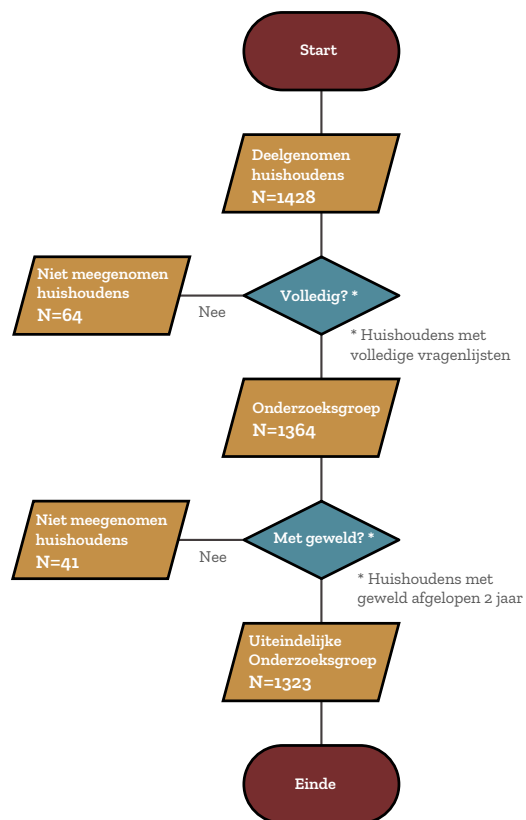 Start
Deelgenomen
huishoudens
N=1428
Volledig? *
Nee
Niet meegenomen
huishoudens
N=64
* Huishoudens met
volledige vragenlijsten
Onderzoeksgroep
N=1364
Met geweld? *
Nee
Niet meegenomen
huishoudens
N=41
* Huishoudens met
geweld afgelopen 2 jaar
Uiteindelijke
Onderzoeksgroep
N=1323
Einde